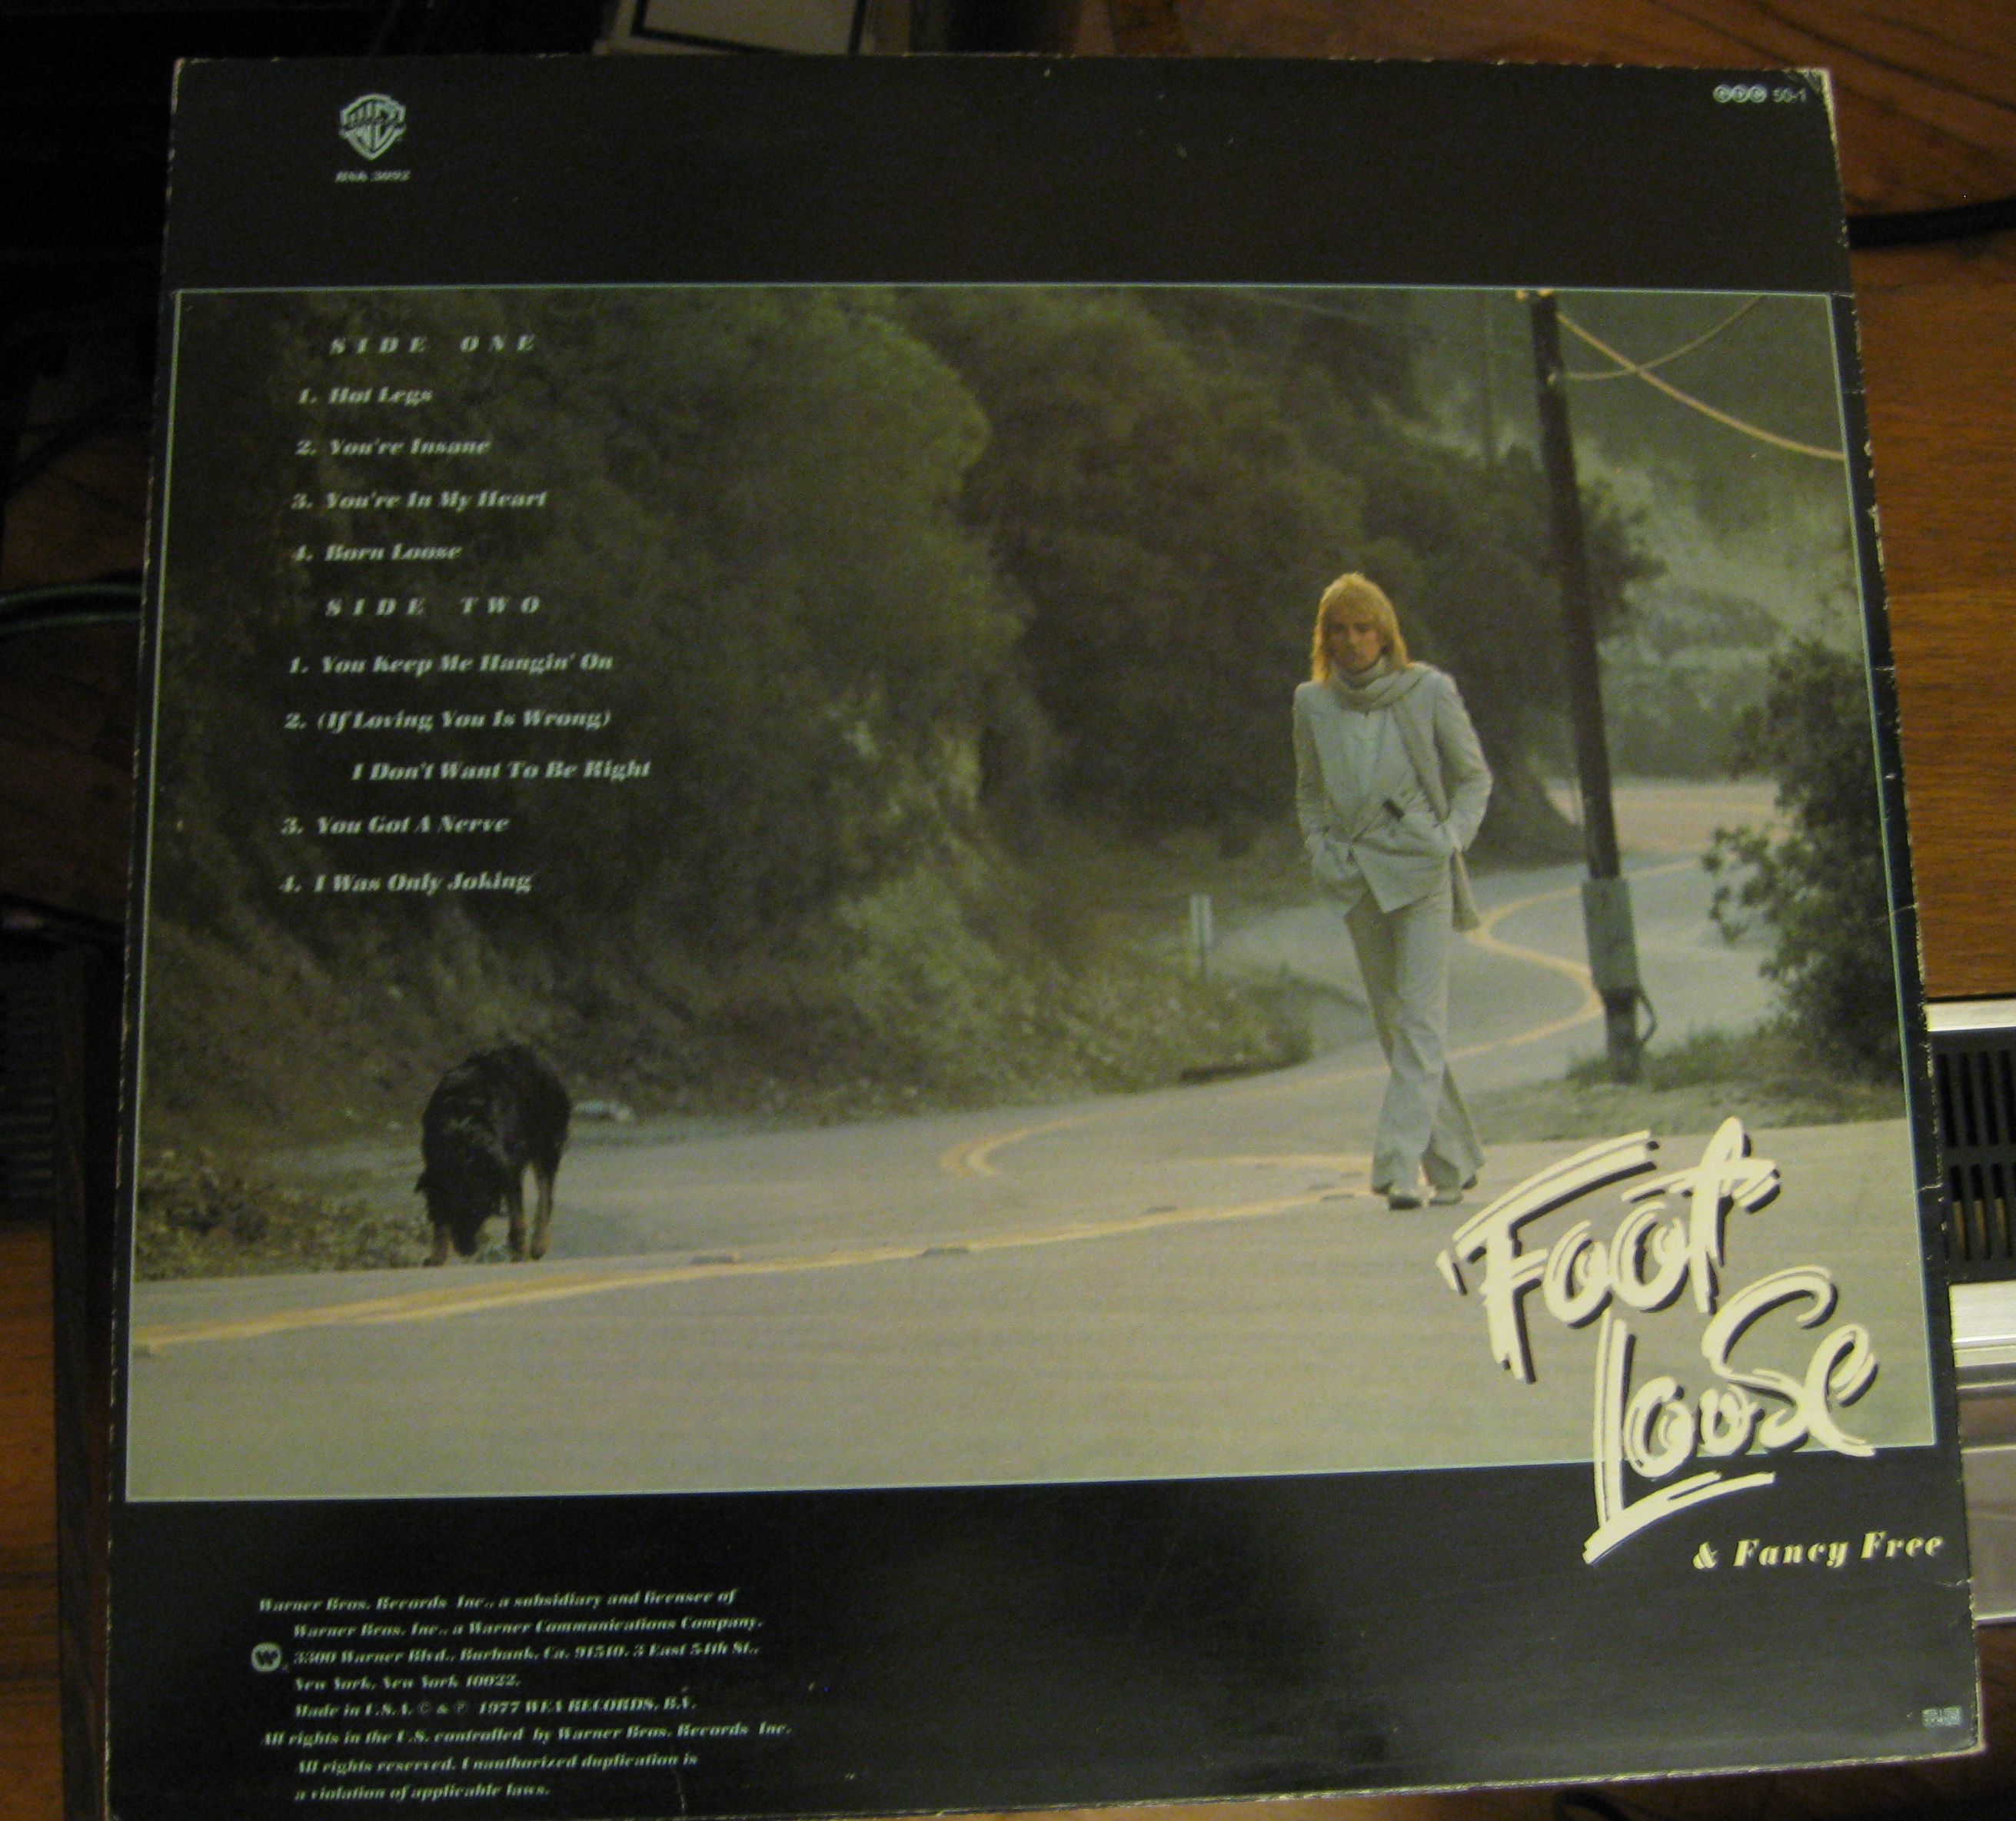 BSK 3092
50-1
SIDE ONE
1. Hot Legs
2. You're Insane
3. You're In My Heart
4. Born Loose
SIDE TWO
1. You Keep Me Hangin' On
2. (If Loving You Is Wrong)
I Don't Want To Be Right
3. You Got A Nerve
4. I Was Only Joking
Foot
Loose
& Fancy Free
Warner Bros. Records Inc., a subsidiary and licensee of
Warner Bros. Inc., a Warner Communications Company.
3300 Warner Blvd., Burbank, Ca. 91510. 3 East 54th St.,
New York, New York 10022.
Made in U.S.A. © & ℗ 1977 WEA RECORDS, B.V.
All rights in the U.S. controlled by Warner Bros. Records Inc.
All rights reserved. Unauthorized duplication is
a violation of applicable laws.